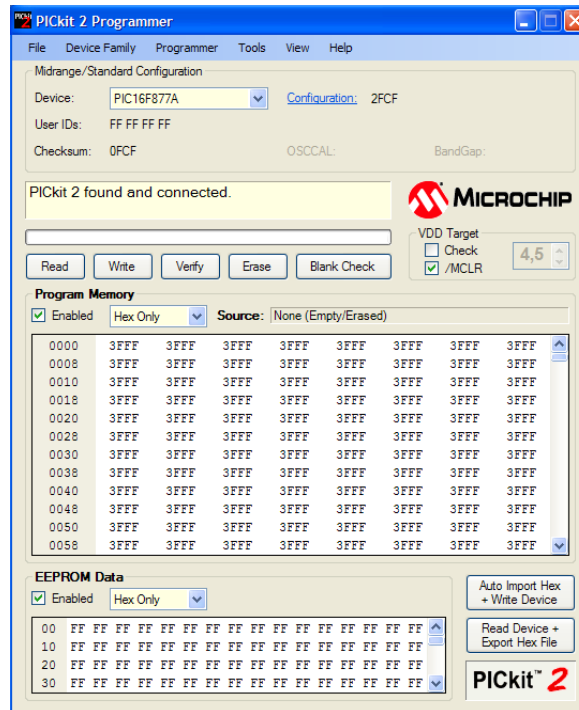 PICkit 2 Programmer
File Device Family Programmer Tools View Help
Midrange/Standard Configuration
Device: PIC16F877A Configuration: 2FCF
User IDs: FF FF FF FF
Checksum: 0FCF OSCCAL: BandGap:
PICkit 2 found and connected.
MICROCHIP
VDD Target
Check
4,5
/MCLR
Read Write Verify Erase Blank Check
Program Memory
Enabled Hex Only Source: None (Empty/Erased)
0000 3FFF 3FFF 3FFF 3FFF 3FFF 3FFF 3FFF 3FFF
0008 3FFF 3FFF 3FFF 3FFF 3FFF 3FFF 3FFF 3FFF
0010 3FFF 3FFF 3FFF 3FFF 3FFF 3FFF 3FFF 3FFF
0018 3FFF 3FFF 3FFF 3FFF 3FFF 3FFF 3FFF 3FFF
0020 3FFF 3FFF 3FFF 3FFF 3FFF 3FFF 3FFF 3FFF
0028 3FFF 3FFF 3FFF 3FFF 3FFF 3FFF 3FFF 3FFF
0030 3FFF 3FFF 3FFF 3FFF 3FFF 3FFF 3FFF 3FFF
0038 3FFF 3FFF 3FFF 3FFF 3FFF 3FFF 3FFF 3FFF
0040 3FFF 3FFF 3FFF 3FFF 3FFF 3FFF 3FFF 3FFF
0048 3FFF 3FFF 3FFF 3FFF 3FFF 3FFF 3FFF 3FFF
0050 3FFF 3FFF 3FFF 3FFF 3FFF 3FFF 3FFF 3FFF
0058 3FFF 3FFF 3FFF 3FFF 3FFF 3FFF 3FFF 3FFF
EEPROM Data
Enabled Hex Only
00 FF FF FF FF FF FF FF FF FF FF FF FF FF FF FF FF
10 FF FF FF FF FF FF FF FF FF FF FF FF FF FF FF FF
20 FF FF FF FF FF FF FF FF FF FF FF FF FF FF FF FF
30 FF FF FF FF FF FF FF FF FF FF FF FF FF FF FF FF
Auto Import Hex
+ Write Device
Read Device +
Export Hex File
PICkit™ 2